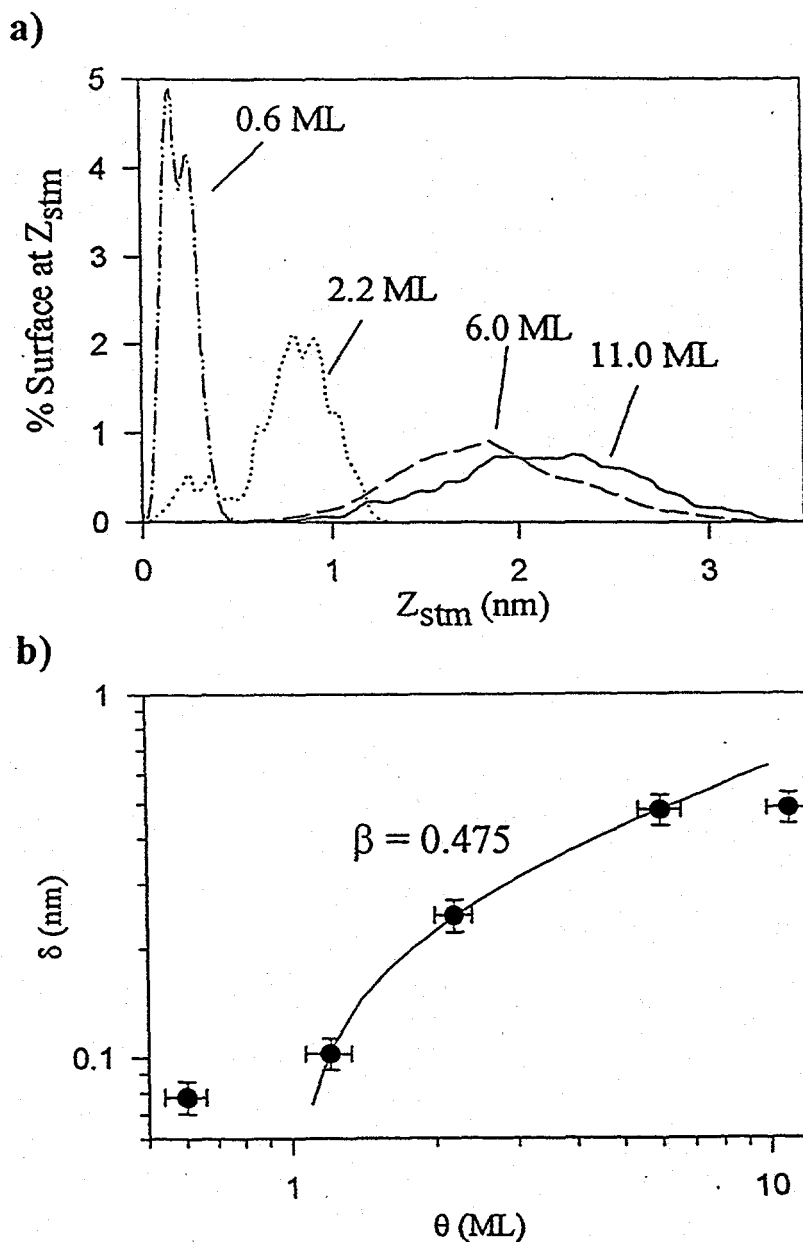 a)
5
4
3
2
1
0
% Surface at Zstm
0.6 ML
2.2 ML
6.0 ML
11.0 ML
0
1
2
3
Zstm (nm)
b)
1
0.1
δ (nm)
β = 0.475
1
10
θ (ML)